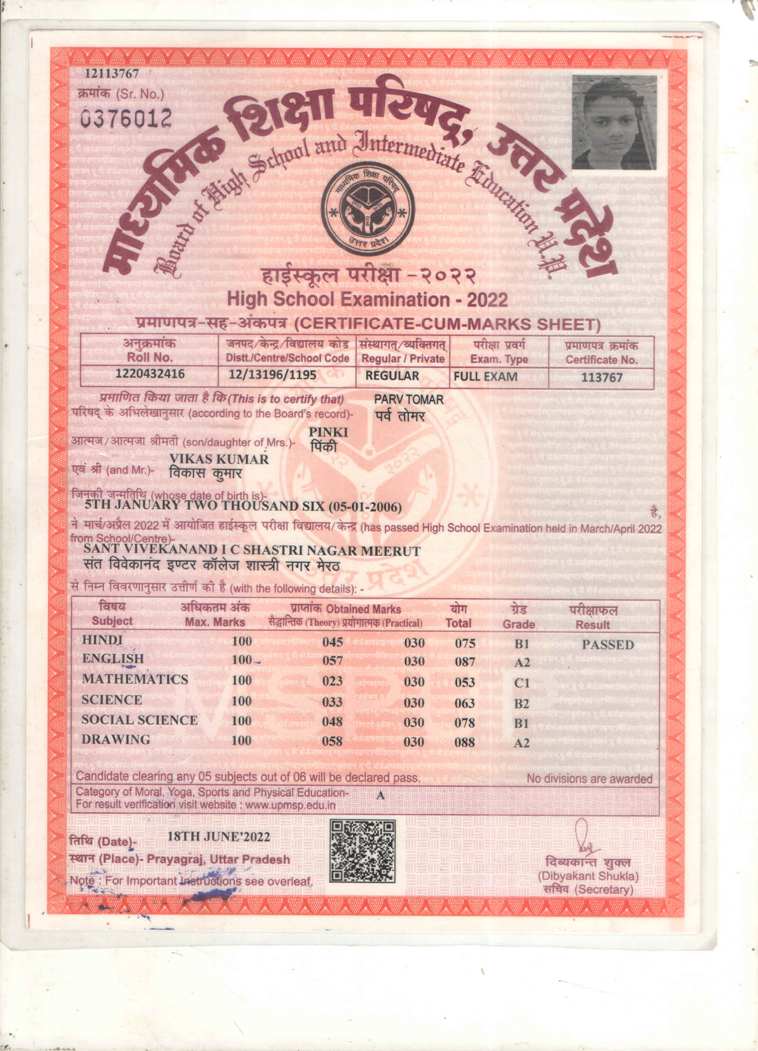 12113767
क्रमांक (Sr. No.)
0376012
माध्यमिक शिक्षा परिषद्, उत्तर प्रदेश
Board of High School and Intermediate Education U.P.
माध्यमिक शिक्षा परिषद्
उत्तर प्रदेश
हाईस्कूल परीक्षा -२०२२
High School Examination - 2022
प्रमाणपत्र-सह-अंकपत्र (CERTIFICATE-CUM-MARKS SHEET)
अनुक्रमांक जनपद/केन्द्र/विद्यालय कोड संस्थागत्/व्यक्तिगत् परीक्षा प्रवर्ग प्रमाणपत्र क्रमांक
Roll No. Distt./Centre/School Code Regular / Private Exam. Type Certificate No.
1220432416 12/13196/1195 REGULAR FULL EXAM 113767
प्रमाणित किया जाता है कि (This is to certify that) PARV TOMAR
परिषद् के अभिलेखानुसार (according to the Board's record)- पर्व तोमर
PINKI
आत्मज/आत्मजा श्रीमती (son/daughter of Mrs.)- पिंकी
VIKAS KUMAR
एवं श्री (and Mr.)- विकास कुमार
जिनकी जन्मतिथि (whose date of birth is)-
5TH JANUARY TWO THOUSAND SIX (05-01-2006) है,
ने मार्च/अप्रैल 2022 में आयोजित हाईस्कूल परीक्षा विद्यालय/केन्द्र (has passed High School Examination held in March/April 2022
from School/Centre)-
SANT VIVEKANAND I C SHASTRI NAGAR MEERUT
संत विवेकानंद इण्टर कॉलेज शास्त्री नगर मेरठ
से निम्न विवरणानुसार उत्तीर्ण की है (with the following details): -
विषय अधिकतम अंक प्राप्तांक Obtained Marks योग ग्रेड परीक्षाफल
Subject Max. Marks सैद्धान्तिक (Theory) प्रयोगात्मक (Practical) Total Grade Result
HINDI 100 045 030 075 B1 PASSED
ENGLISH 100 057 030 087 A2
MATHEMATICS 100 023 030 053 C1
SCIENCE 100 033 030 063 B2
SOCIAL SCIENCE 100 048 030 078 B1
DRAWING 100 058 030 088 A2
Candidate clearing any 05 subjects out of 06 will be declared pass. No divisions are awarded
Category of Moral, Yoga, Sports and Physical Education- A
For result verification visit website : www.upmsp.edu.in
तिथि (Date)- 18TH JUNE'2022
स्थान (Place)- Prayagraj, Uttar Pradesh
Note : For Important instructions see overleaf.
दिब्यकान्त शुक्ल
(Dibyakant Shukla)
सचिव (Secretary)